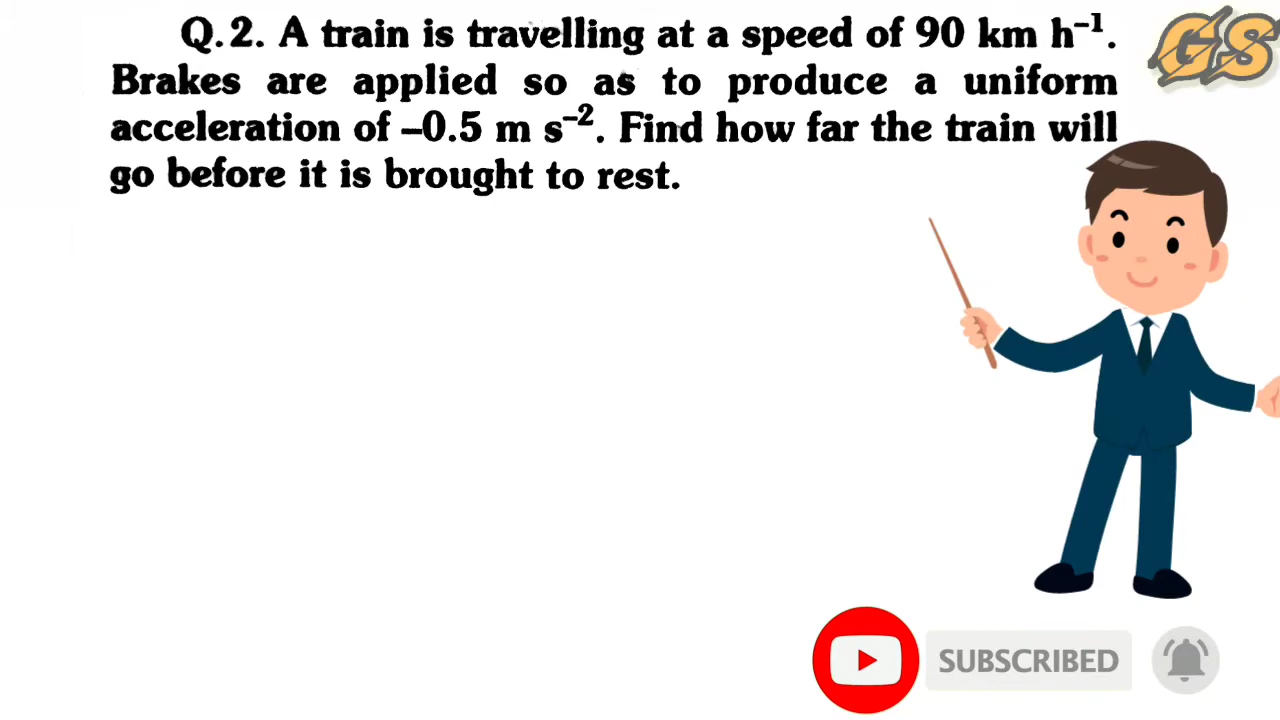 Q.2. A train is travelling at a speed of 90 km h⁻¹.
Brakes are applied so as to produce a uniform
acceleration of –0.5 m s⁻². Find how far the train will
go before it is brought to rest.
GS
SUBSCRIBED